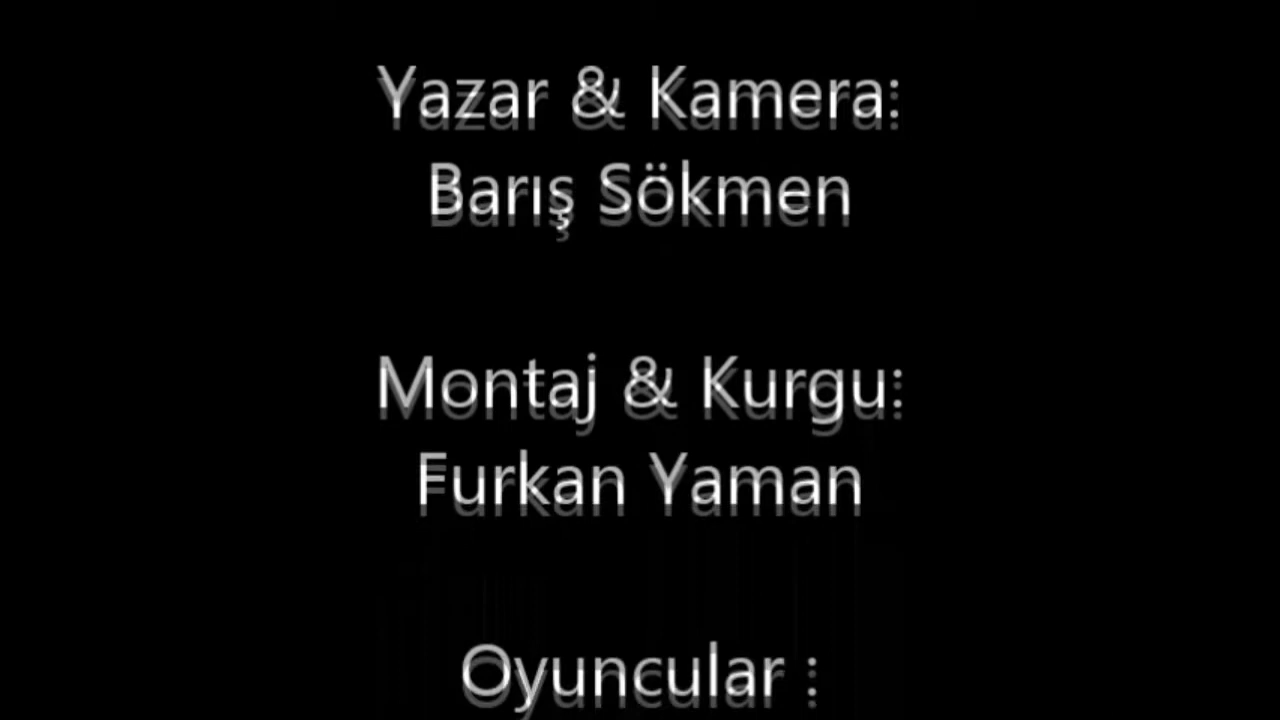 Yazar & Kamera:
Barış Sökmen
Montaj & Kurgu:
Furkan Yaman
Oyuncular :